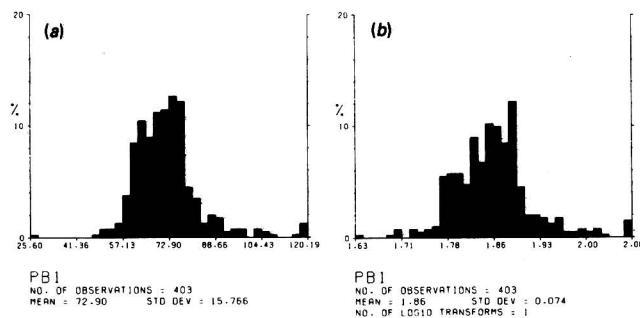 (a)
(b)
20
20
%
%
10
10
0
0
25.60 41.36 57.13 72.90 88.66 104.43 120.19
1.63 1.71 1.78 1.86 1.93 2.00
PB1
NO. OF OBSERVATIONS = 403
MEAN = 72.90 STD DEV = 15.766
PB1
NO. OF OBSERVATIONS = 403
MEAN = 1.86 STD DEV = 0.074
NO. OF LOG10 TRANSFORMS = 1